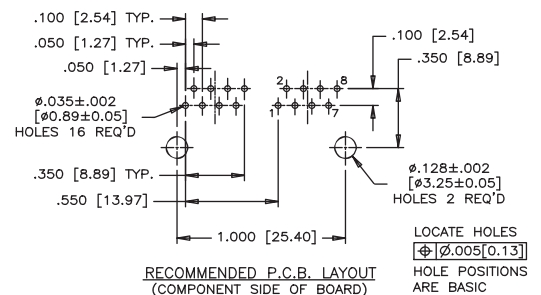 .100 [2.54] TYP.
.050 [1.27] TYP.
.050 [1.27]
.100 [2.54]
.350 [8.89]
2
8
1
7
ø.035±.002
[ø0.89±0.05]
HOLES 16 REQ'D
.350 [8.89] TYP.
.550 [13.97]
ø.128±.002
[ø3.25±0.05]
HOLES 2 REQ'D
1.000 [25.40]
LOCATE HOLES
⌖ Ø.005[0.13]
HOLE POSITIONS
ARE BASIC
RECOMMENDED P.C.B. LAYOUT
(COMPONENT SIDE OF BOARD)